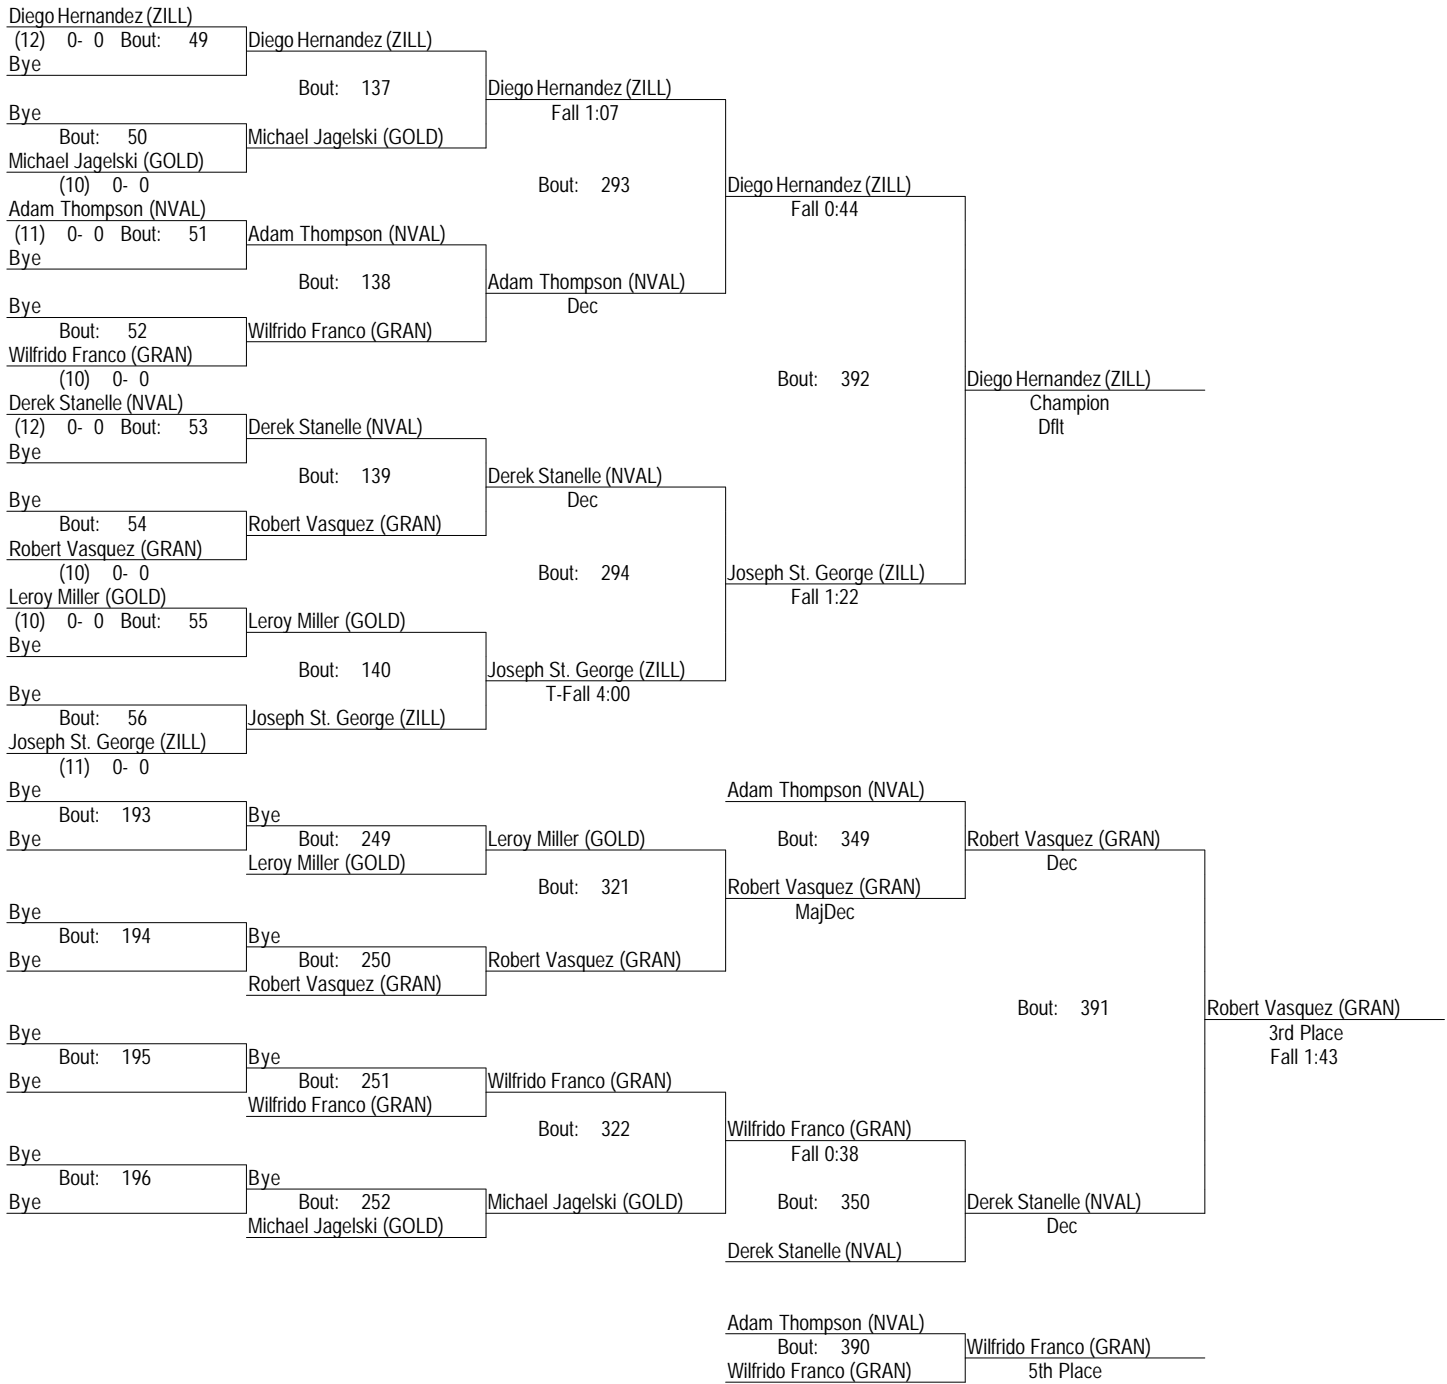 Diego Hernandez (ZILL)
(12) 0- 0 Bout: 49 Diego Hernandez (ZILL)
Bye
Bout: 137 Diego Hernandez (ZILL)
Bye Fall 1:07
Bout: 50 Michael Jagelski (GOLD)
Michael Jagelski (GOLD)
(10) 0- 0 Bout: 293 Diego Hernandez (ZILL)
Adam Thompson (NVAL) Fall 0:44
(11) 0- 0 Bout: 51 Adam Thompson (NVAL)
Bye
Bout: 138 Adam Thompson (NVAL)
Bye Dec
Bout: 52 Wilfrido Franco (GRAN)
Wilfrido Franco (GRAN)
(10) 0- 0 Bout: 392 Diego Hernandez (ZILL)
Derek Stanelle (NVAL) Champion
(12) 0- 0 Bout: 53 Derek Stanelle (NVAL) Dflt
Bye
Bout: 139 Derek Stanelle (NVAL)
Bye Dec
Bout: 54 Robert Vasquez (GRAN)
Robert Vasquez (GRAN)
(10) 0- 0 Bout: 294 Joseph St. George (ZILL)
Leroy Miller (GOLD) Fall 1:22
(10) 0- 0 Bout: 55 Leroy Miller (GOLD)
Bye
Bout: 140 Joseph St. George (ZILL)
Bye T-Fall 4:00
Bout: 56 Joseph St. George (ZILL)
Joseph St. George (ZILL)
(11) 0- 0
Bye Adam Thompson (NVAL)
Bout: 193 Bye
Bye Bout: 249 Leroy Miller (GOLD) Bout: 349 Robert Vasquez (GRAN)
Leroy Miller (GOLD) Dec
Bout: 321 Robert Vasquez (GRAN)
Bye MajDec
Bout: 194 Bye
Bye Bout: 250 Robert Vasquez (GRAN)
Robert Vasquez (GRAN)
Bout: 391 Robert Vasquez (GRAN)
Bye 3rd Place
Bout: 195 Bye Fall 1:43
Bye Bout: 251 Wilfrido Franco (GRAN)
Wilfrido Franco (GRAN)
Bout: 322 Wilfrido Franco (GRAN)
Bye Fall 0:38
Bout: 196 Bye
Bye Bout: 252 Michael Jagelski (GOLD) Bout: 350 Derek Stanelle (NVAL)
Michael Jagelski (GOLD) Dec
Derek Stanelle (NVAL)
Adam Thompson (NVAL)
Bout: 390 Wilfrido Franco (GRAN)
Wilfrido Franco (GRAN) 5th Place